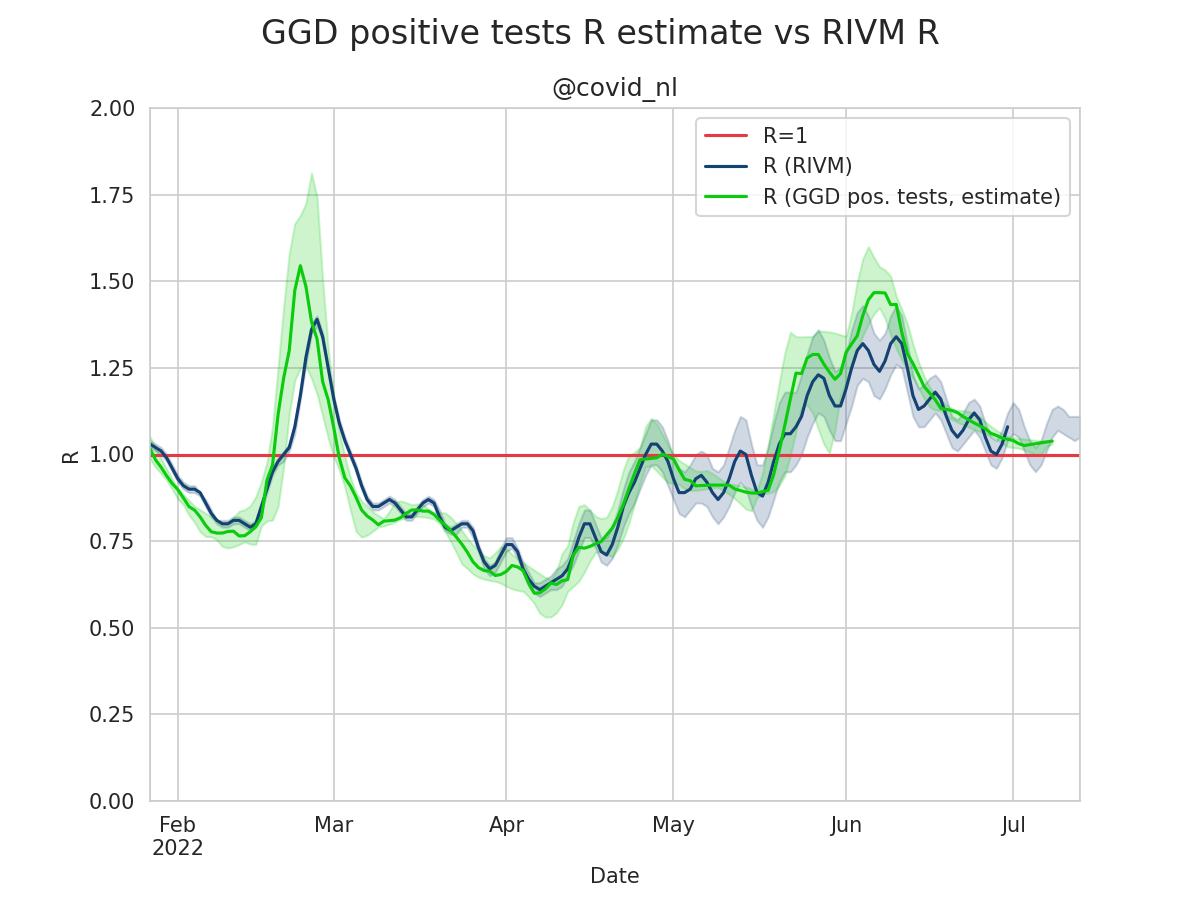 GGD positive tests R estimate vs RIVM R
@covid_nl
R=1
R (RIVM)
R (GGD pos. tests, estimate)
2.00
1.75
1.50
1.25
1.00
0.75
0.50
0.25
0.00
R
Feb Mar Apr May Jun Jul
2022
Date